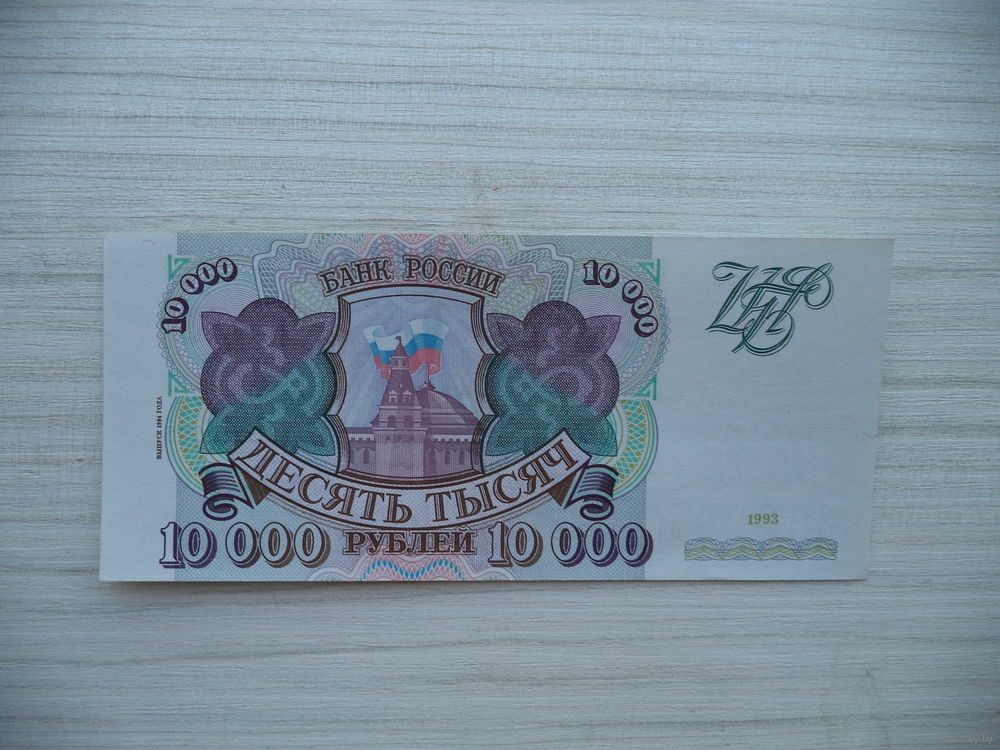 БАНК РОССИИ
10 000
10 000
ВЫПУСК 1994 ГОДА
ДЕСЯТЬ ТЫСЯЧ
10 000 РУБЛЕЙ 10 000
1993